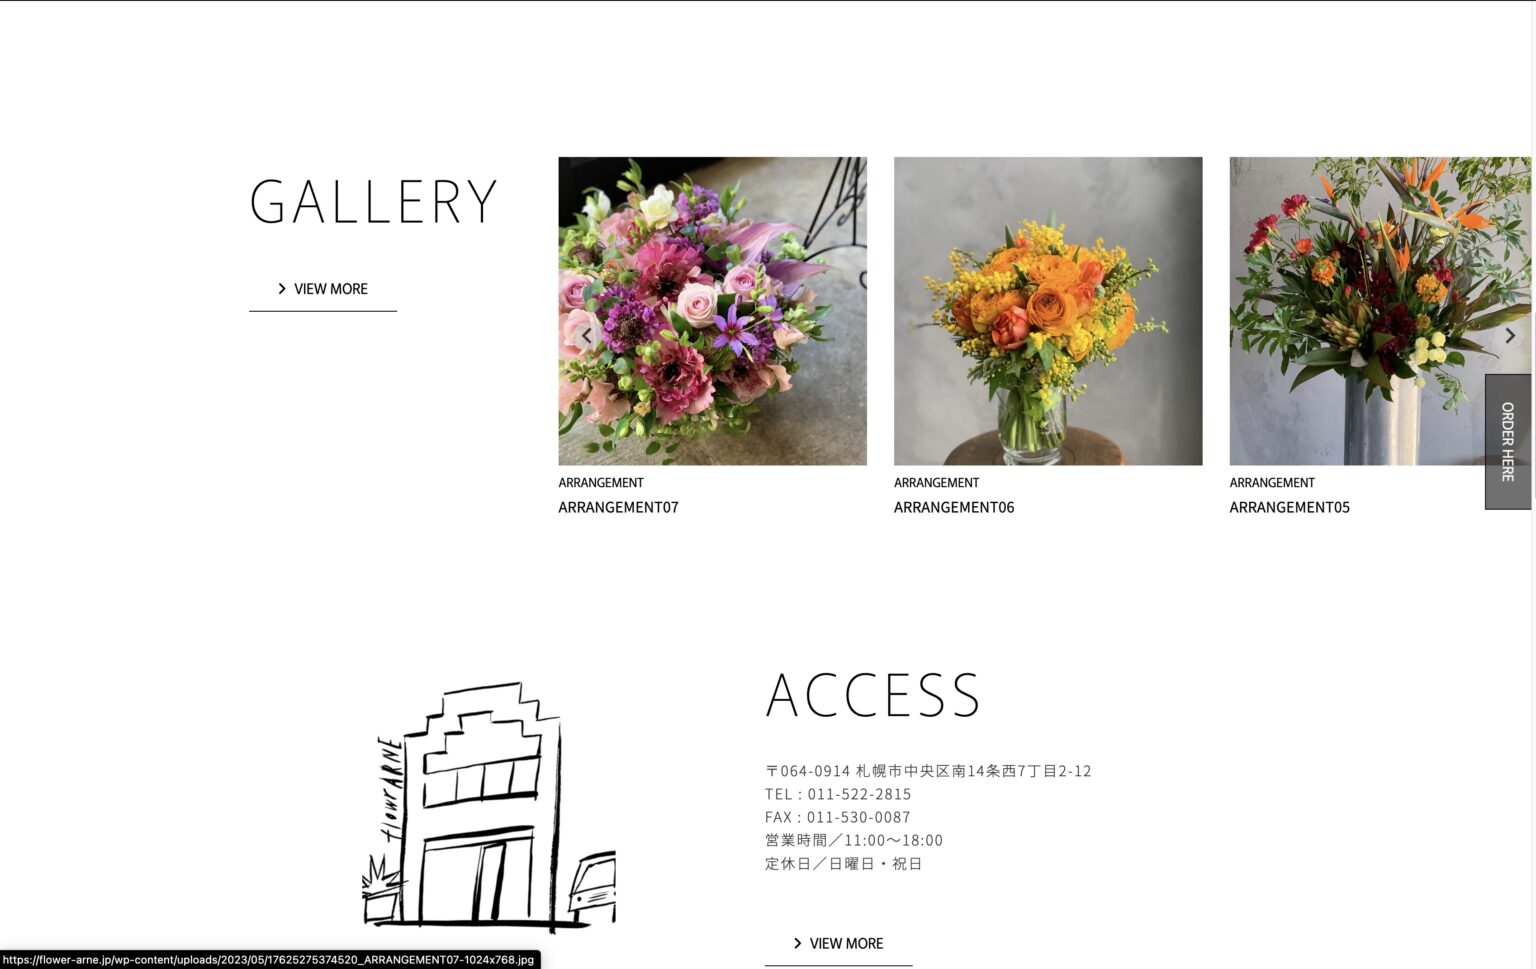 GALLERY
VIEW MORE
ARRANGEMENT
ARRANGEMENT07
ARRANGEMENT
ARRANGEMENT06
ARRANGEMENT
ARRANGEMENT05
ORDER HERE
flowr ARNE
ACCESS
〒064-0914 札幌市中央区南14条西7丁目2-12
TEL : 011-522-2815
FAX : 011-530-0087
営業時間／11:00〜18:00
定休日／日曜日・祝日
VIEW MORE
https://flower-arne.jp/wp-content/uploads/2023/05/17625275374520_ARRANGEMENT07-1024x768.jpg